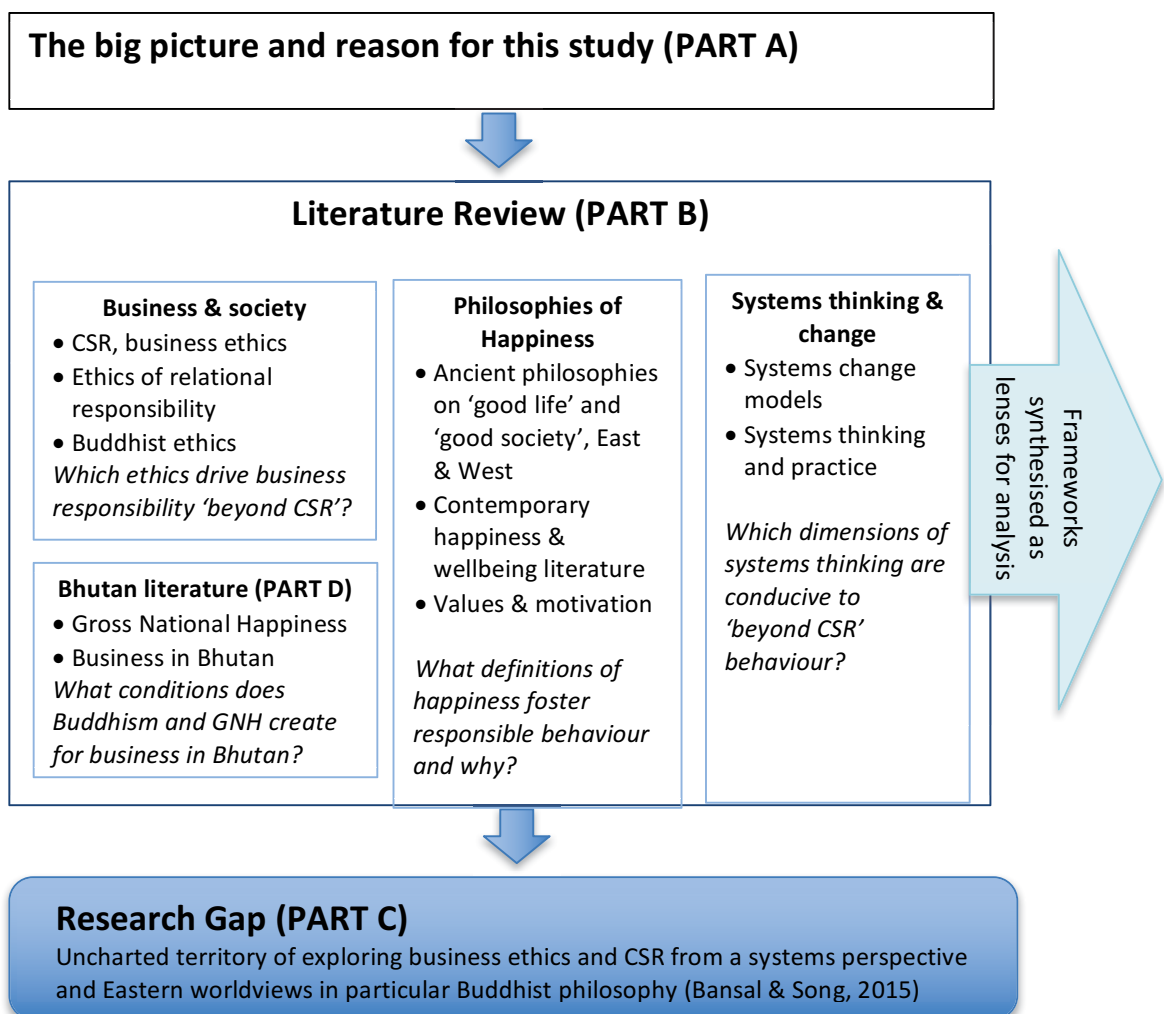 The big picture and reason for this study (PART A)
Literature Review (PART B)
Business & society
• CSR, business ethics
• Ethics of relational
responsibility
• Buddhist ethics
Which ethics drive business
responsibility ‘beyond CSR’?
Bhutan literature (PART D)
• Gross National Happiness
• Business in Bhutan
What conditions does
Buddhism and GNH create
for business in Bhutan?
Philosophies of
Happiness
• Ancient philosophies
on ‘good life’ and
‘good society’, East
& West
• Contemporary
happiness &
wellbeing literature
• Values & motivation
What definitions of
happiness foster
responsible behaviour
and why?
Systems thinking &
change
• Systems change
models
• Systems thinking
and practice
Which dimensions of
systems thinking are
conducive to
‘beyond CSR’
behaviour?
Frameworks
synthesised as
lenses for analysis
Research Gap (PART C)
Uncharted territory of exploring business ethics and CSR from a systems perspective
and Eastern worldviews in particular Buddhist philosophy (Bansal & Song, 2015)